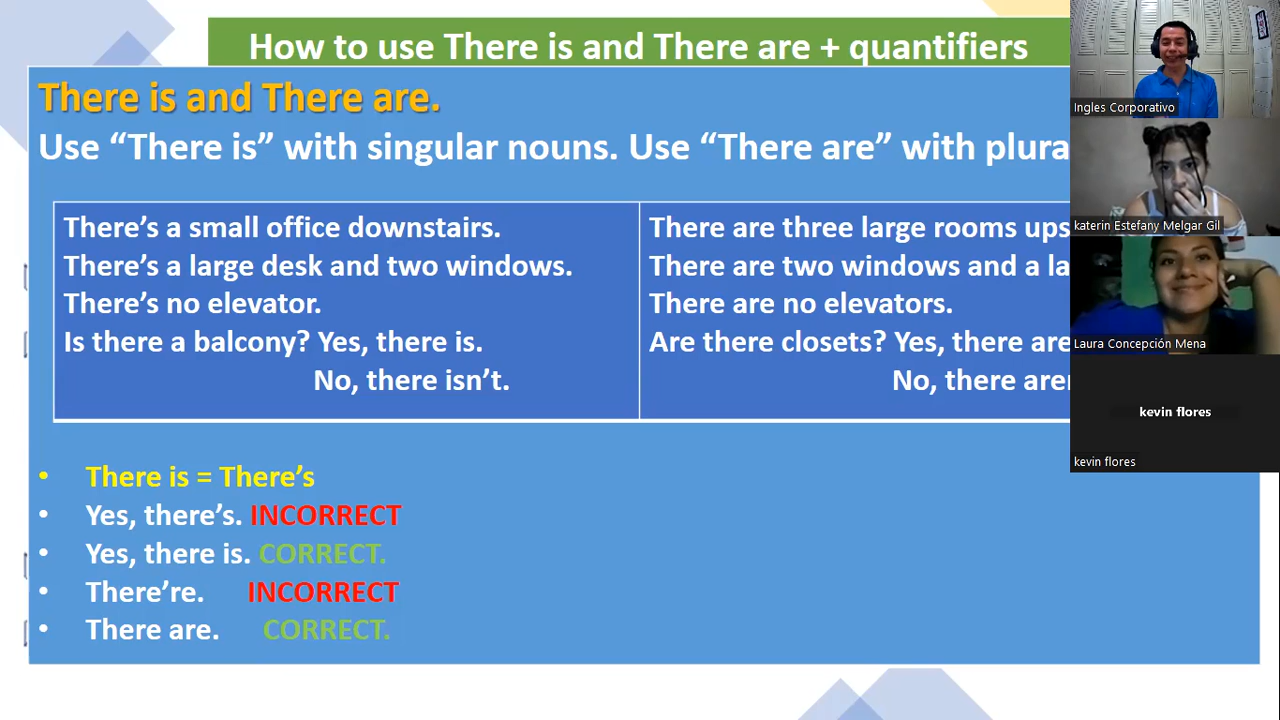 How to use There is and There are + quantifiers
There is and There are.
Use “There is” with singular nouns. Use “There are” with
There’s a small office downstairs.
There’s a large desk and two windows.
There’s no elevator.
Is there a balcony? Yes, there is.
No, there isn’t.
There are three large rooms
There are two windows and a
There are no elevators.
Are there closets? Yes, there are
No, there
• There is = There’s
• Yes, there’s. INCORRECT
• Yes, there is. CORRECT.
• There’re. INCORRECT
• There are. CORRECT.
Ingles Corporativo
katerin Estefany Melgar Gil
Laura Concepción Mena
kevin flores
kevin flores